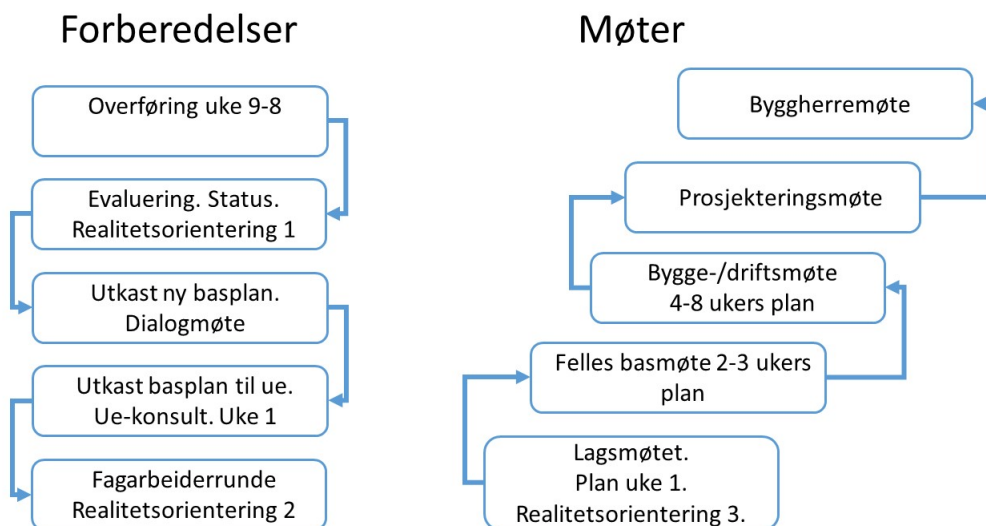 Forberedelser
Overføring uke 9-8
Evaluering. Status.
Realitetsorientering 1
Utkast ny basplan.
Dialogmøte
Utkast basplan til ue.
Ue-konsult. Uke 1
Fagarbeiderrunde
Realitetsorientering 2
Møter
Byggherremøte
Prosjekteringsmøte
Bygge-/driftsmøte
4-8 ukers plan
Felles basmøte 2-3 ukers
plan
Lagsmøtet.
Plan uke 1.
Realitetsorientering 3.